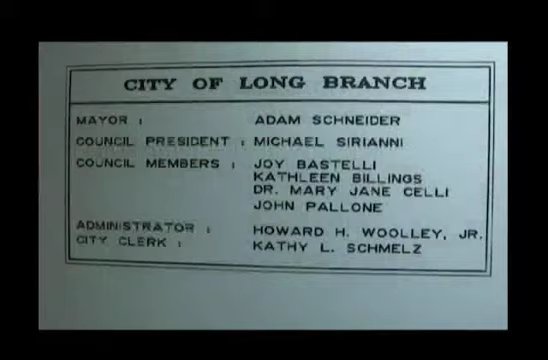 CITY OF LONG BRANCH
MAYOR : ADAM SCHNEIDER
COUNCIL PRESIDENT : MICHAEL SIRIANNI
COUNCIL MEMBERS : JOY BASTELLI
KATHLEEN BILLINGS
DR. MARY JANE CELLI
JOHN PALLONE
ADMINISTRATOR : HOWARD H. WOOLLEY, JR.
CITY CLERK : KATHY L. SCHMELZ